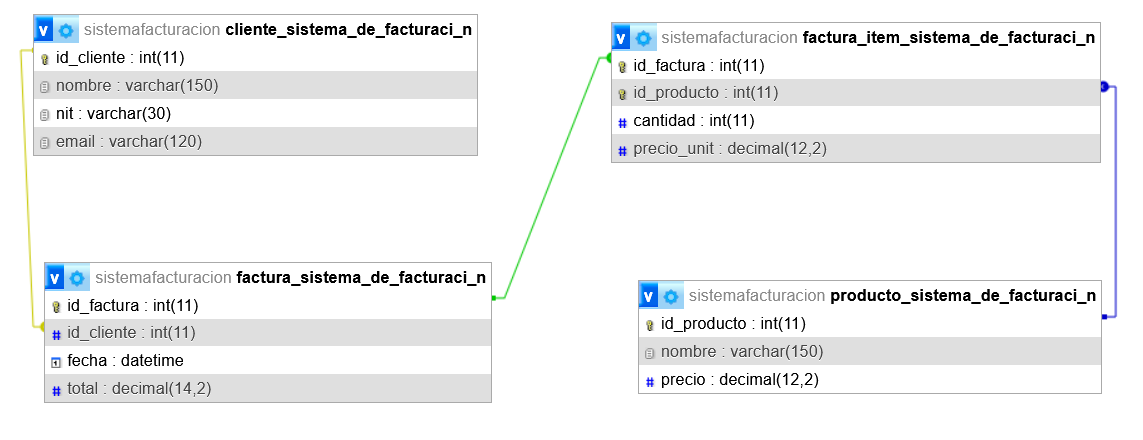 v sistemafacturacion cliente_sistema_de_facturaci_n
id_cliente : int(11)
nombre : varchar(150)
nit : varchar(30)
email : varchar(120)
v sistemafacturacion factura_item_sistema_de_facturaci_n
id_factura : int(11)
id_producto : int(11)
# cantidad : int(11)
# precio_unit : decimal(12,2)
v sistemafacturacion factura_sistema_de_facturaci_n
id_factura : int(11)
# id_cliente : int(11)
fecha : datetime
# total : decimal(14,2)
v sistemafacturacion producto_sistema_de_facturaci_n
id_producto : int(11)
nombre : varchar(150)
# precio : decimal(12,2)